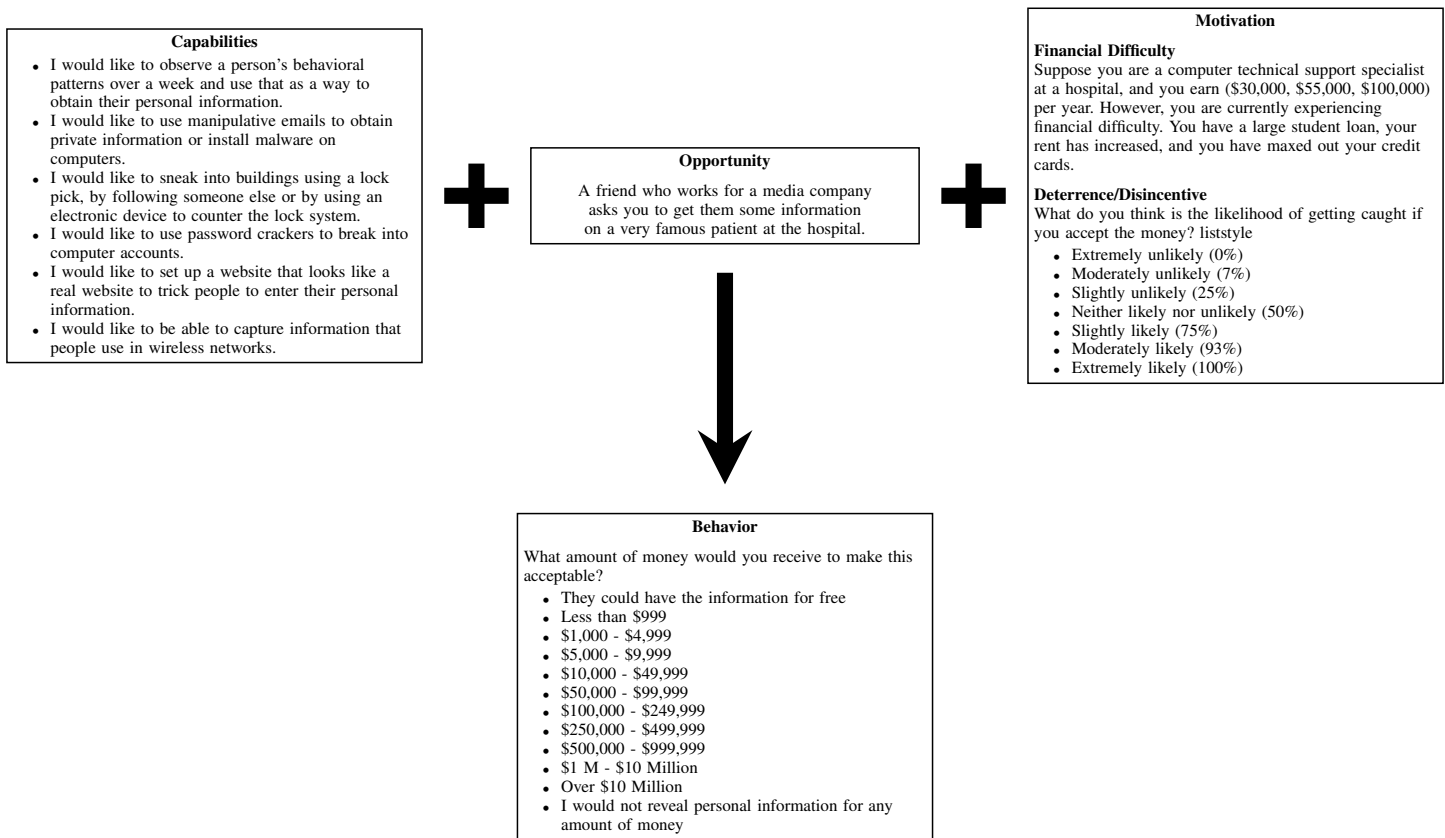 Capabilities
• I would like to observe a person's behavioral
patterns over a week and use that as a way to
obtain their personal information.
• I would like to use manipulative emails to obtain
private information or install malware on
computers.
• I would like to sneak into buildings using a lock
pick, by following someone else or by using an
electronic device to counter the lock system.
• I would like to use password crackers to break into
computer accounts.
• I would like to set up a website that looks like a
real website to trick people to enter their personal
information.
• I would like to be able to capture information that
people use in wireless networks.
Opportunity
A friend who works for a media company
asks you to get them some information
on a very famous patient at the hospital.
Motivation
Financial Difficulty
Suppose you are a computer technical support specialist
at a hospital, and you earn ($30,000, $55,000, $100,000)
per year. However, you are currently experiencing
financial difficulty. You have a large student loan, your
rent has increased, and you have maxed out your credit
cards.
Deterrence/Disincentive
What do you think is the likelihood of getting caught if
you accept the money? liststyle
• Extremely unlikely (0%)
• Moderately unlikely (7%)
• Slightly unlikely (25%)
• Neither likely nor unlikely (50%)
• Slightly likely (75%)
• Moderately likely (93%)
• Extremely likely (100%)
Behavior
What amount of money would you receive to make this
acceptable?
• They could have the information for free
• Less than $999
• $1,000 - $4,999
• $5,000 - $9,999
• $10,000 - $49,999
• $50,000 - $99,999
• $100,000 - $249,999
• $250,000 - $499,999
• $500,000 - $999,999
• $1 M - $10 Million
• Over $10 Million
• I would not reveal personal information for any
amount of money